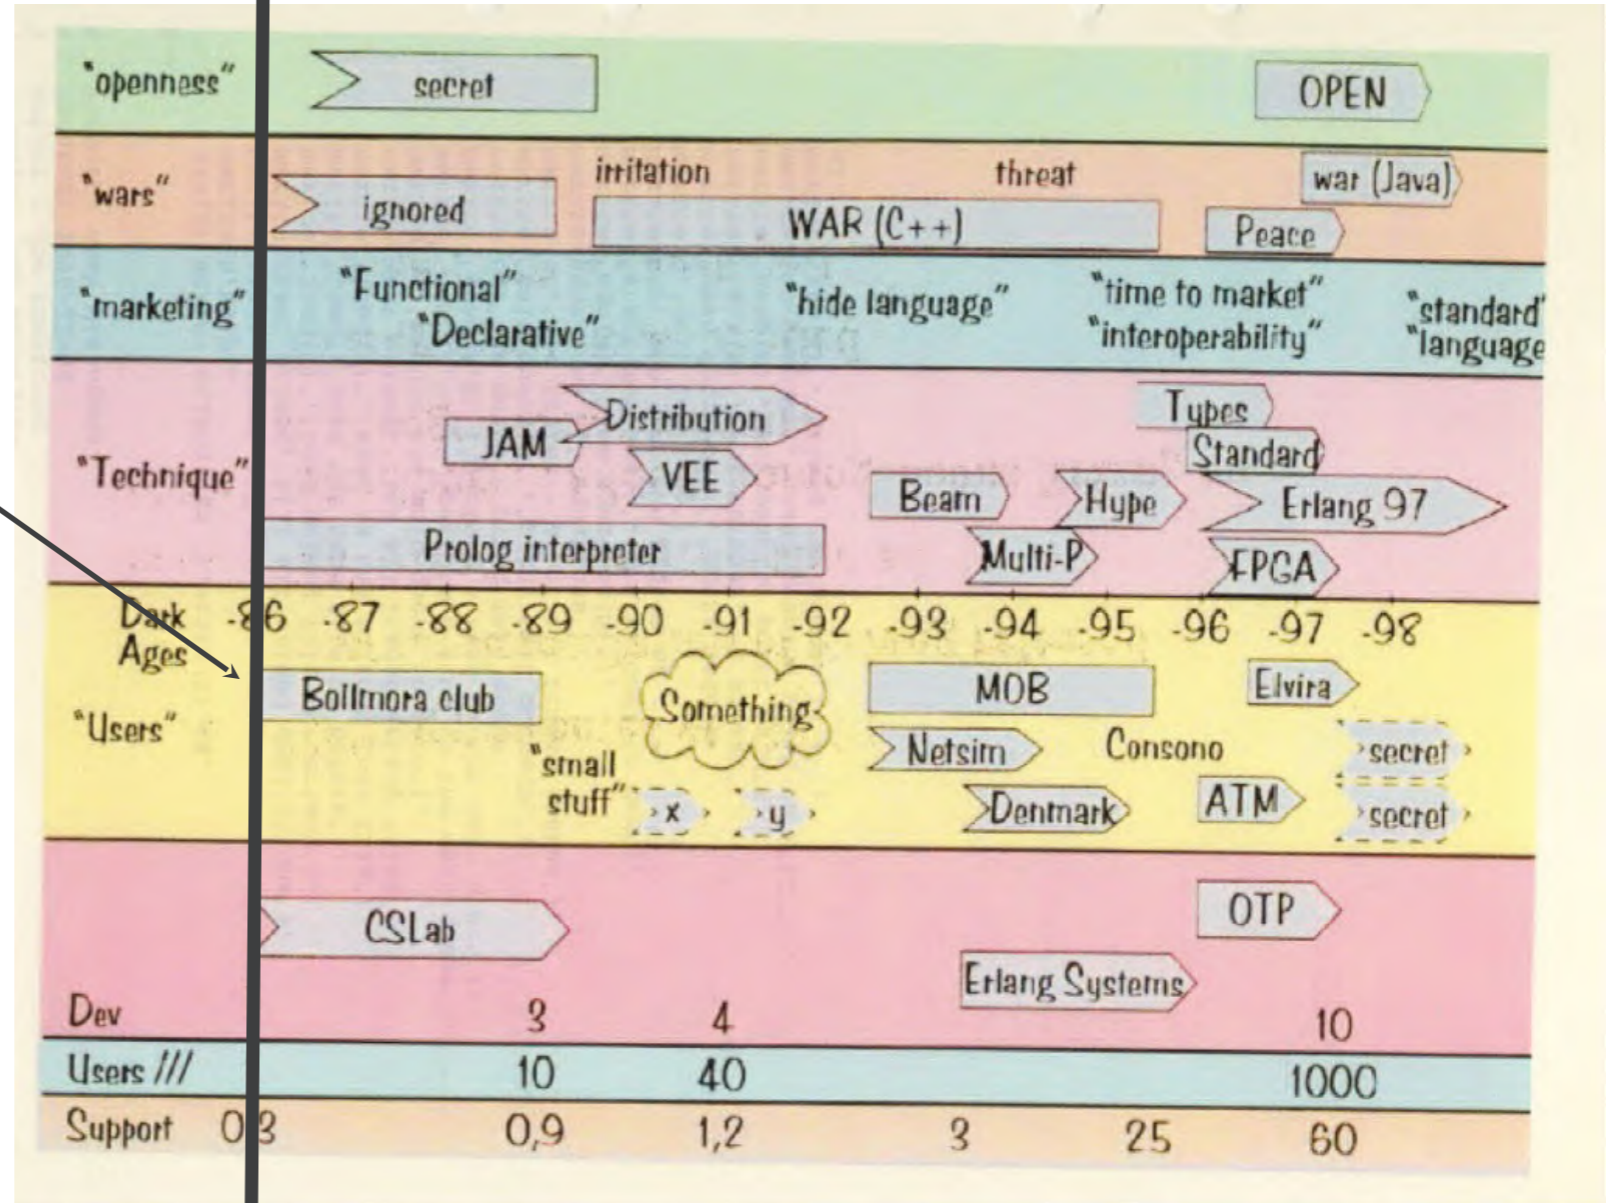 "openness"
secret
OPEN
"wars"
irritation
threat
war (Java)
ignored
WAR (C++)
Peace
"marketing"
"Functional"
"Declarative"
"hide language"
"time to market"
"interoperability"
"standard"
"language
"Technique"
Distribution
Types
JAM
Standard
VEE
Beam
Hype
Erlang 97
Prolog interpreter
Multi-P
FPGA
Dark
Ages
-86 -87 -88 -89 -90 -91 -92 -93 -94 -95 -96 -97 -98
"Users"
Bollmora club
Something
MOB
Elvira
Netsim
Consono
secret
"small
stuff"
x
y
Denmark
ATM
secret
CSLab
OTP
Erlang Systems
Dev 3 4 10
Users /// 10 40 1000
Support 0,3 0,9 1,2 3 25 60